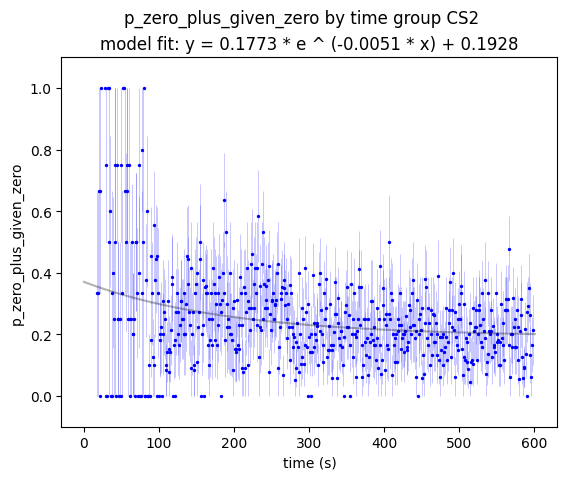 p_zero_plus_given_zero by time group CS2
model fit: y = 0.1773 * e ^ (-0.0051 * x) + 0.1928
1.0
0.8
0.6
0.4
0.2
0.0
p_zero_plus_given_zero
0 100 200 300 400 500 600
time (s)